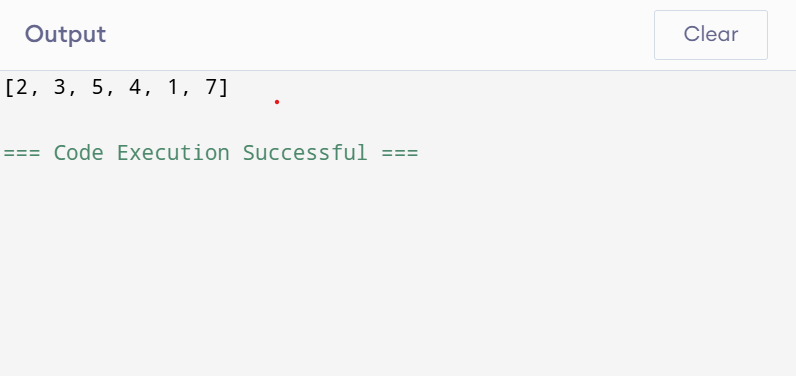 Output
Clear
[2, 3, 5, 4, 1, 7]
=== Code Execution Successful ===